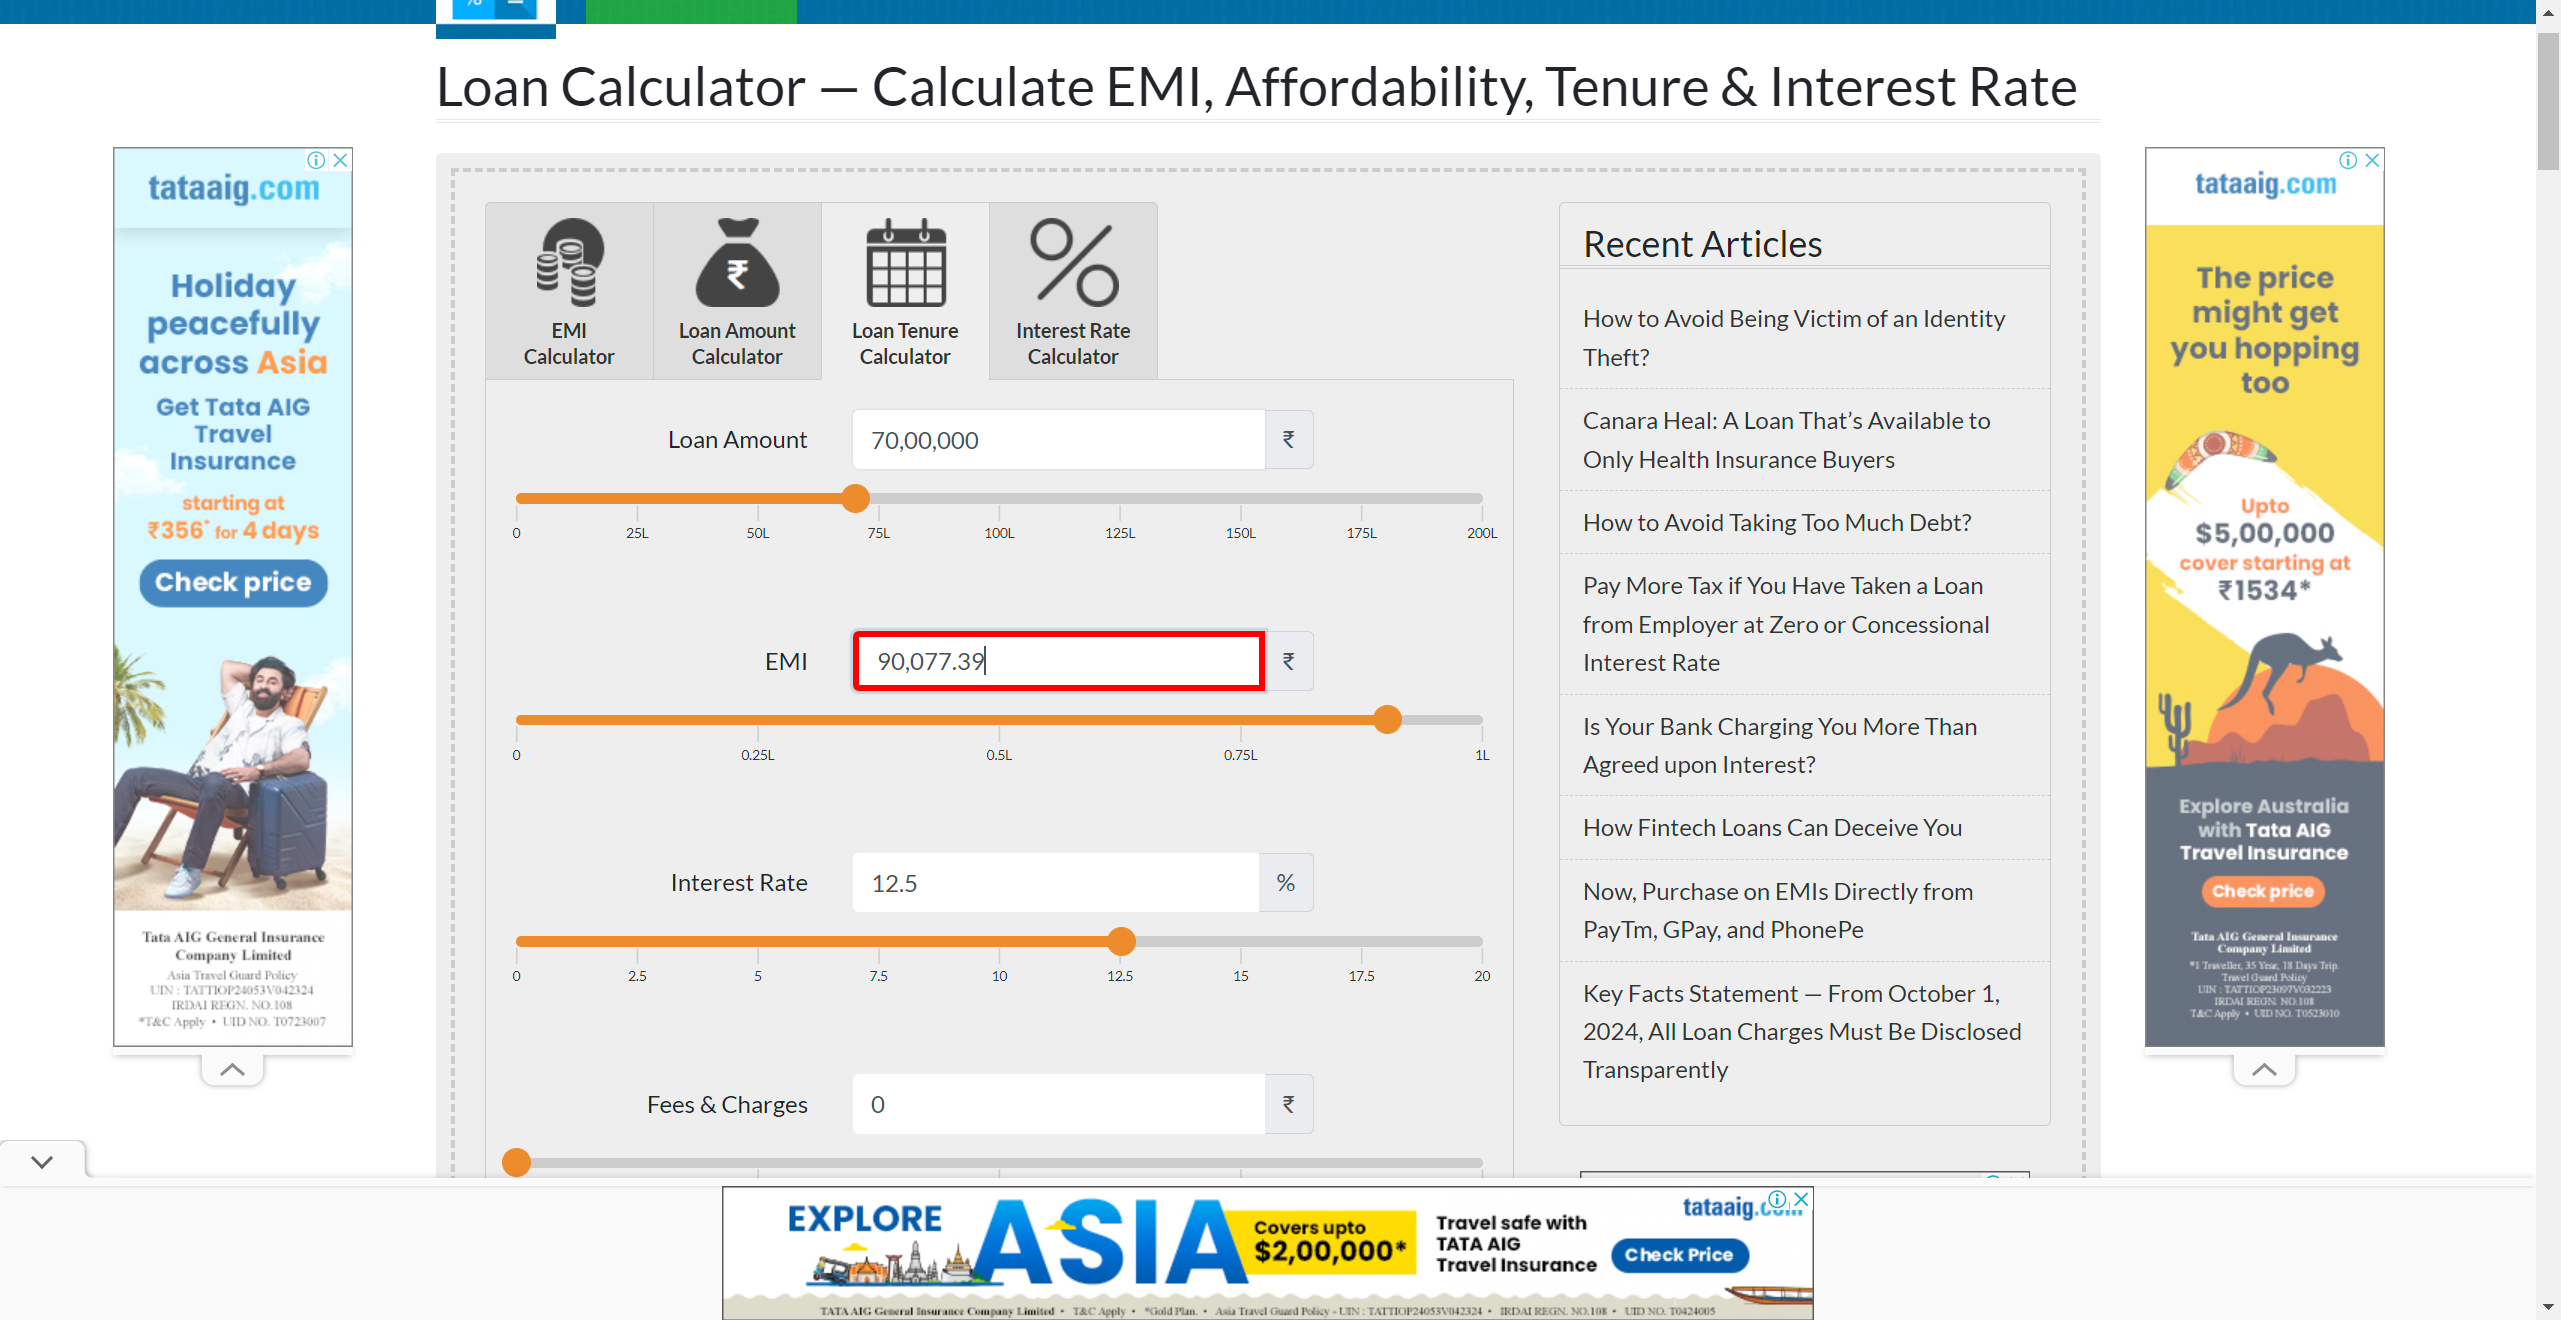 Loan Calculator — Calculate EMI, Affordability, Tenure & Interest Rate
tataaig.com
Holiday
peacefully
across Asia
Get Tata AIG
Travel
Insurance
starting at
₹356* for 4 days
Check price
Tata AIG General Insurance
Company Limited
Asia Travel Guard Policy
UIN : TATTIOP24053V042324
IRDAI REGN. NO.108
*T&C Apply • UID NO. T0723007
EMI
Calculator
Loan Amount
Calculator
Loan Tenure
Calculator
Interest Rate
Calculator
Loan Amount 70,00,000 ₹
0 25L 50L 75L 100L 125L 150L 175L 200L
EMI 90,077.39 ₹
0 0.25L 0.5L 0.75L 1L
Interest Rate 12.5 %
0 2.5 5 7.5 10 12.5 15 17.5 20
Fees & Charges 0 ₹
Recent Articles
How to Avoid Being Victim of an Identity
Theft?
Canara Heal: A Loan That’s Available to
Only Health Insurance Buyers
How to Avoid Taking Too Much Debt?
Pay More Tax if You Have Taken a Loan
from Employer at Zero or Concessional
Interest Rate
Is Your Bank Charging You More Than
Agreed upon Interest?
How Fintech Loans Can Deceive You
Now, Purchase on EMIs Directly from
PayTm, GPay, and PhonePe
Key Facts Statement — From October 1,
2024, All Loan Charges Must Be Disclosed
Transparently
tataaig.com
The price
might get
you hopping
too
Upto
$5,00,000
cover starting at
₹1534*
Explore Australia
with Tata AIG
Travel Insurance
Check price
Tata AIG General Insurance
Company Limited
*1 Traveller, 35 Year, 18 Days Trip.
Travel Guard Policy
UIN : TATTIOP23097V032223
IRDAI REGN. NO.108
T&C Apply • UID NO. T0523010
EXPLORE
ASIA
Covers upto
$2,00,000*
Travel safe with
TATA AIG
Travel Insurance
tataaig.com
Check Price
TATA AIG General Insurance Company Limited • T&C Apply • *Gold Plan. • Asia Travel Guard Policy - UIN : TATTIOP24053V042324 • IRDAI REGN. NO.108 • UID NO. T0424005